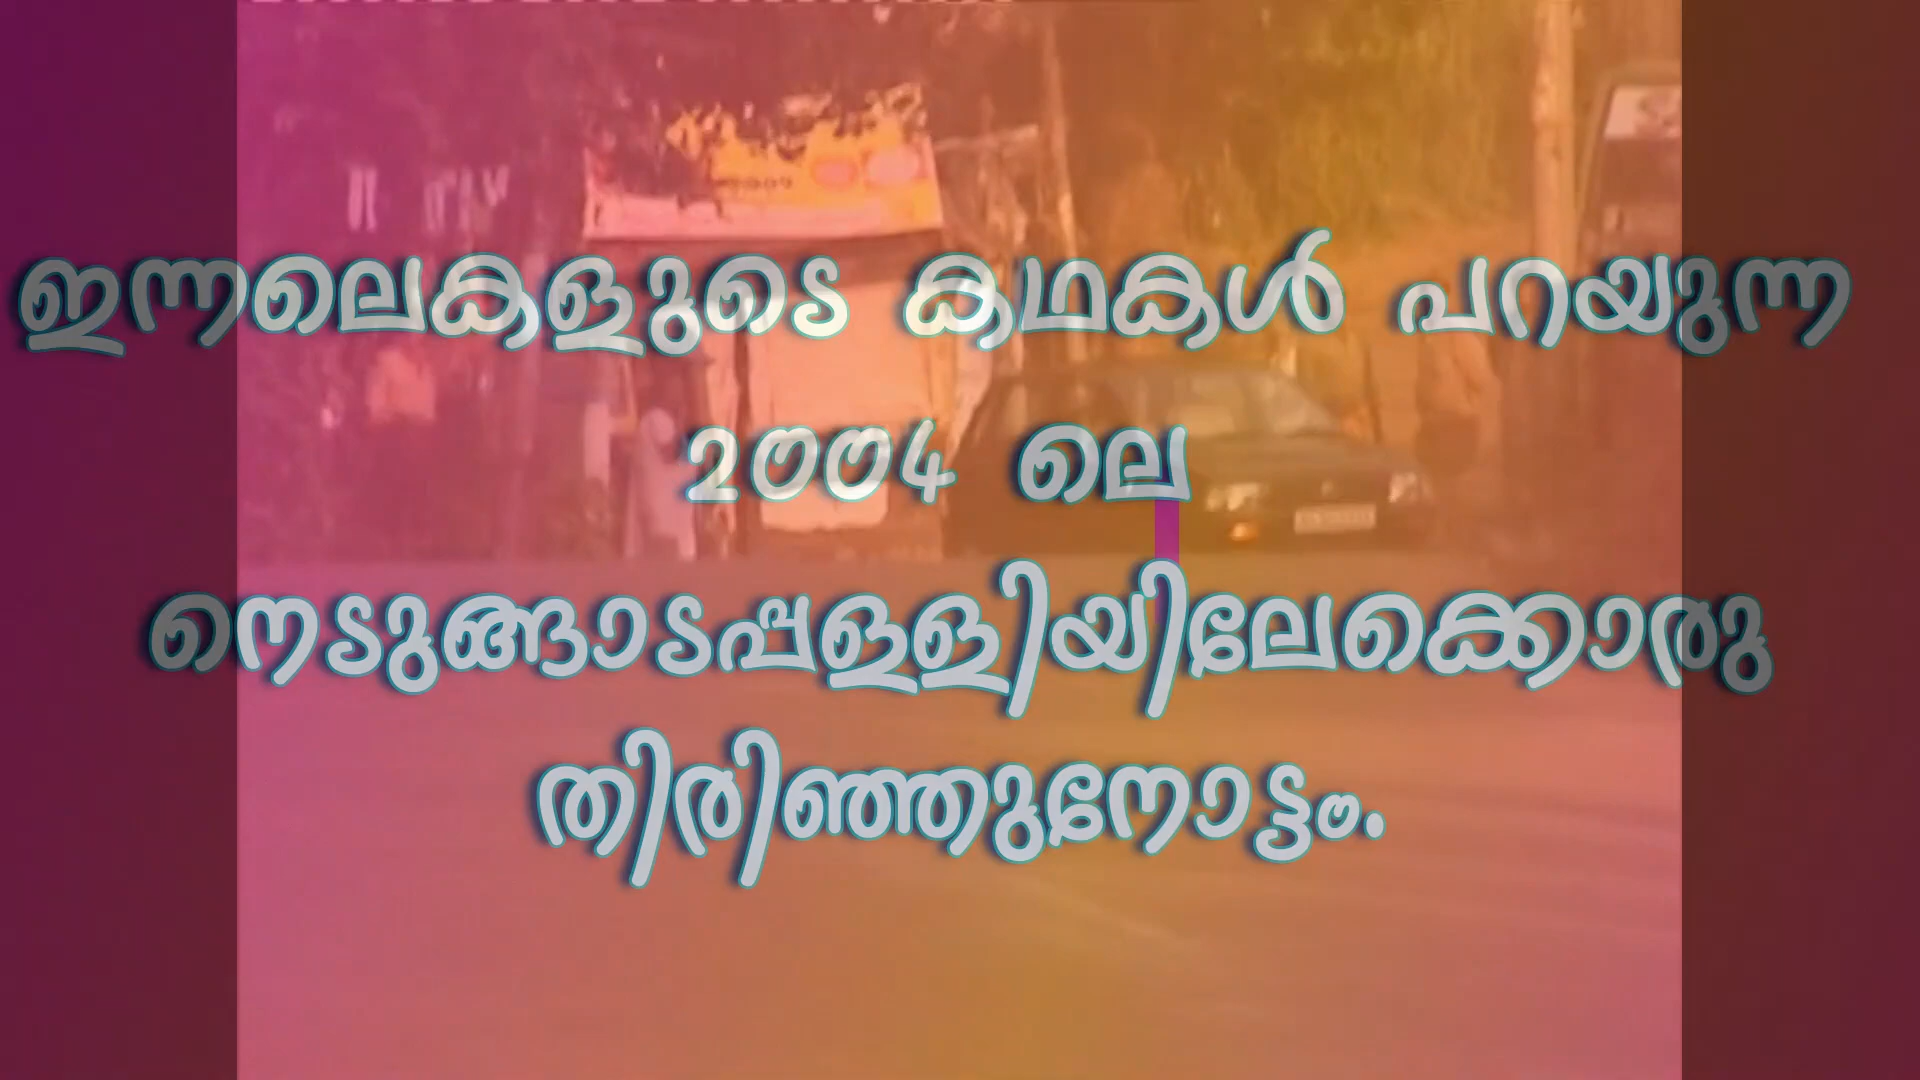 ഇന്നലെകളുടെ കഥകൾ പറയുന്ന
2004 ലെ
നെടുങ്ങാടപ്പള്ളിയിലേക്കൊരു
തിരിഞ്ഞുനോട്ടം.